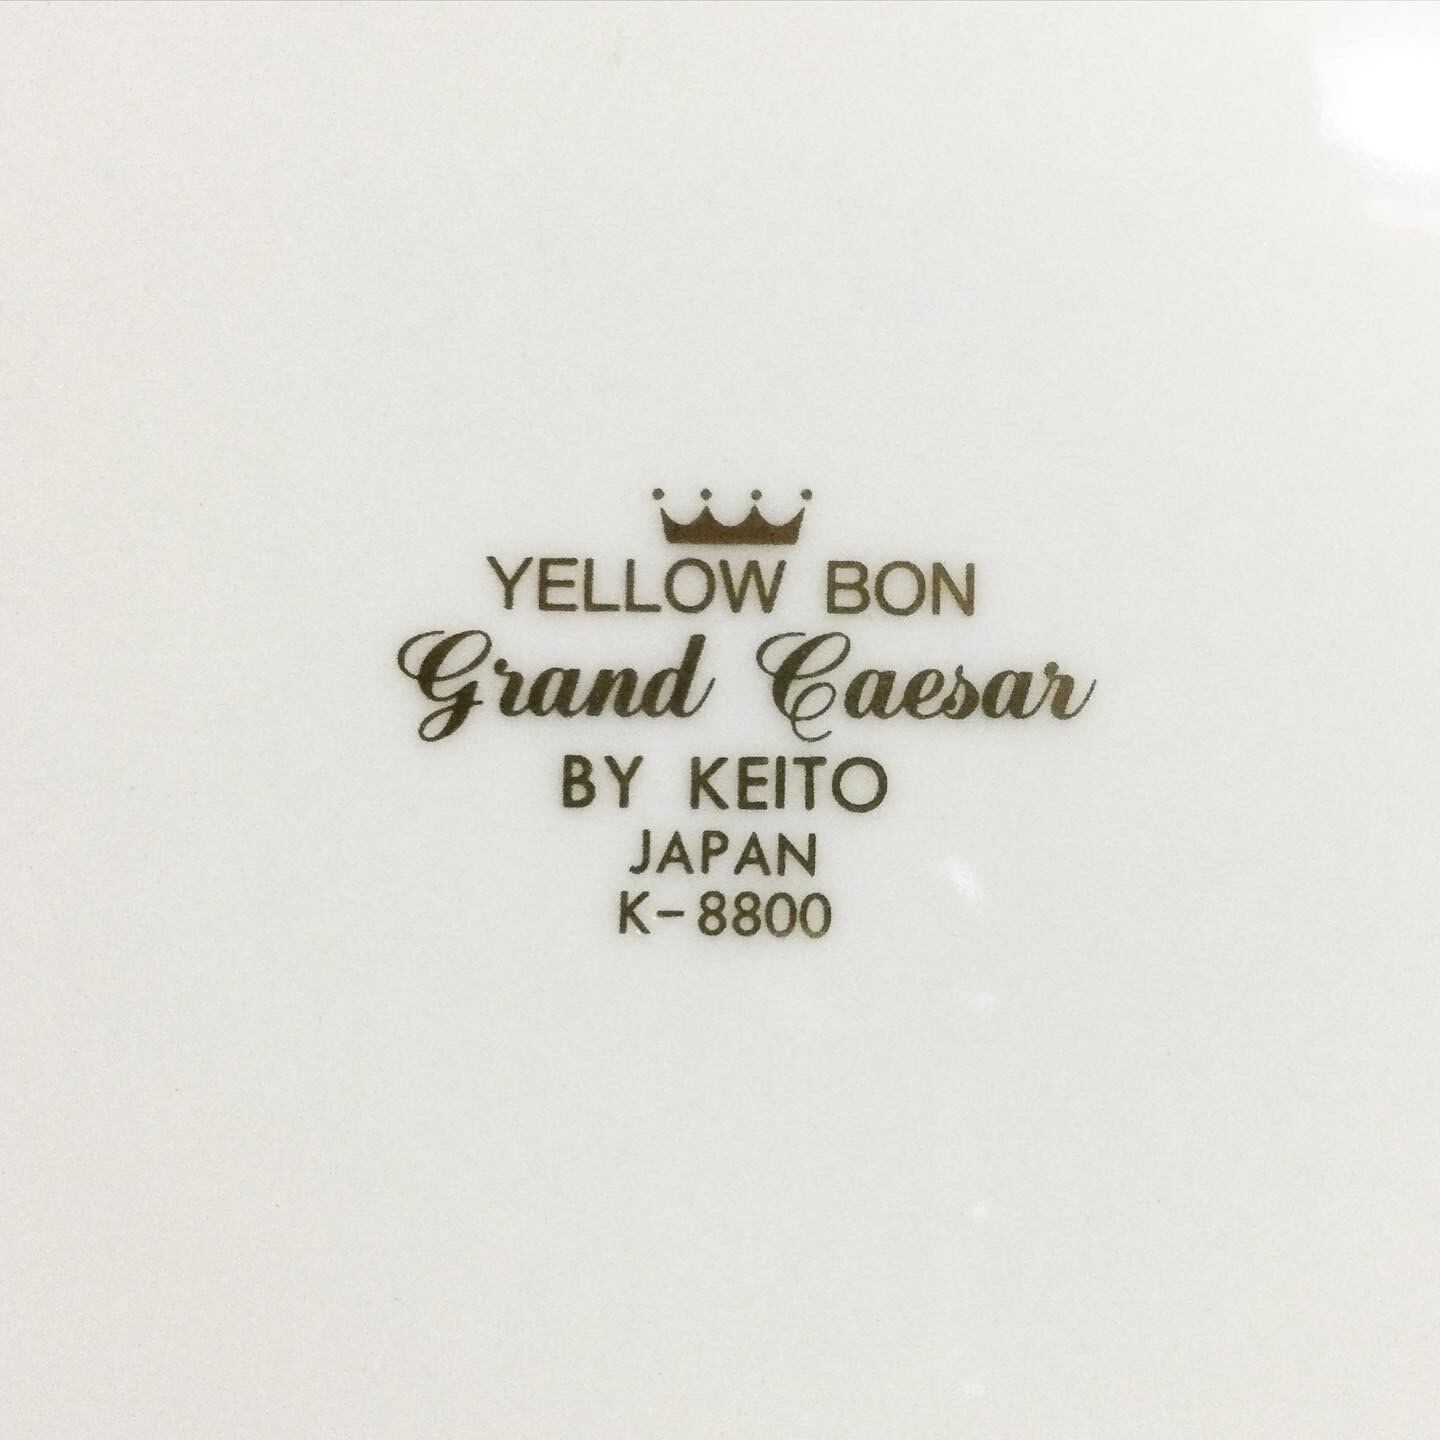 YELLOW BON
Grand Caesar
BY KEITO
JAPAN
K-8800